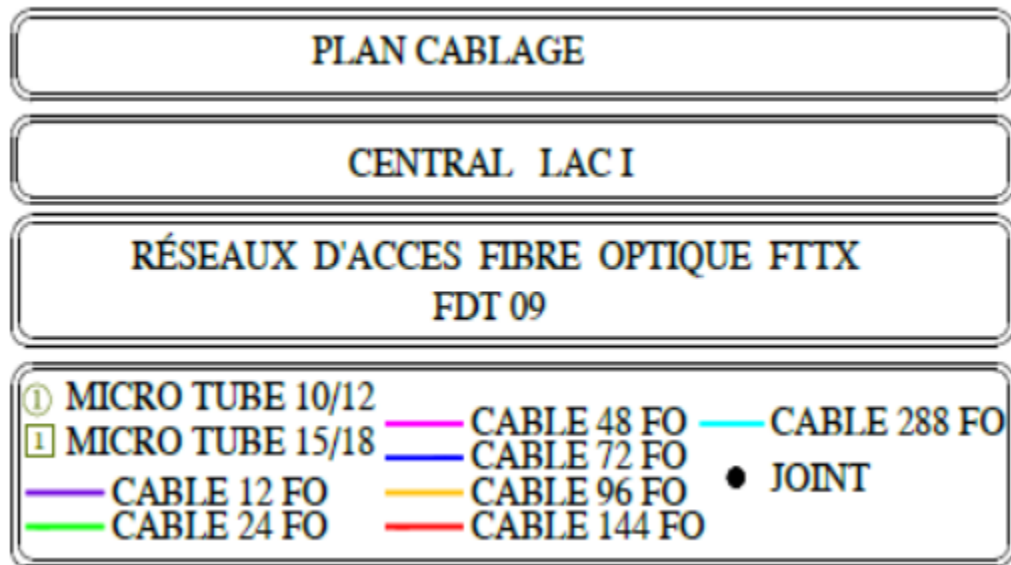 PLAN CABLAGE
CENTRAL LAC I
RÉSEAUX D'ACCES FIBRE OPTIQUE FTTX
FDT 09
1 MICRO TUBE 10/12
1 MICRO TUBE 15/18
CABLE 12 FO
CABLE 24 FO
CABLE 48 FO
CABLE 72 FO
CABLE 96 FO
CABLE 144 FO
CABLE 288 FO
JOINT